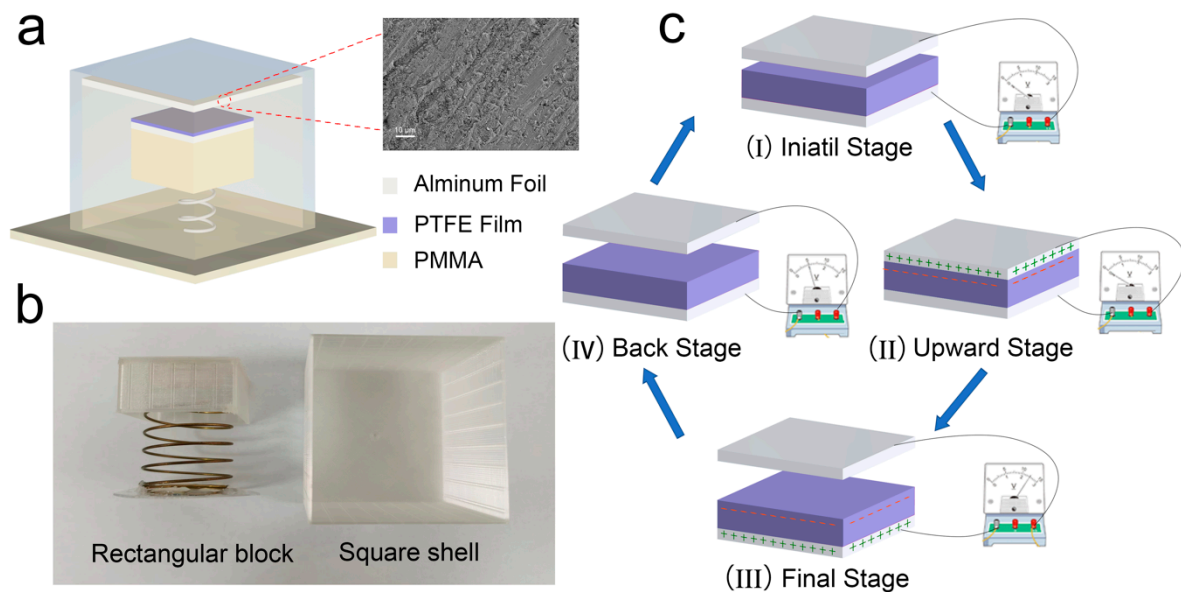 a
10 μm
Alminum Foil
PTFE Film
PMMA
b
Rectangular block
Square shell
c
V
(I) Iniatil Stage
V
(II) Upward Stage
V
(III) Final Stage
V
(IV) Back Stage